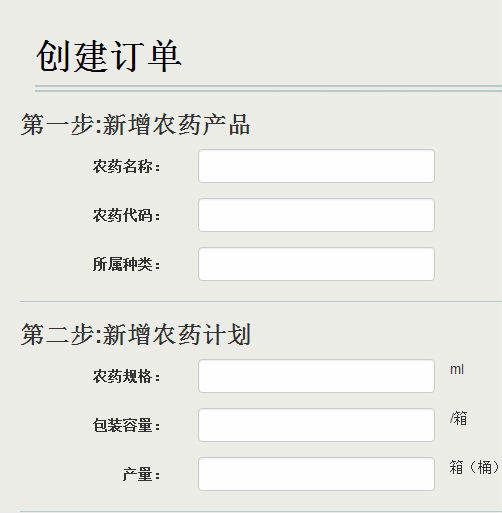 创建订单
第一步:新增农药产品
农药名称：
农药代码：
所属种类：
第二步:新增农药计划
农药规格： ml
包装容量： /箱
产量： 箱（桶）